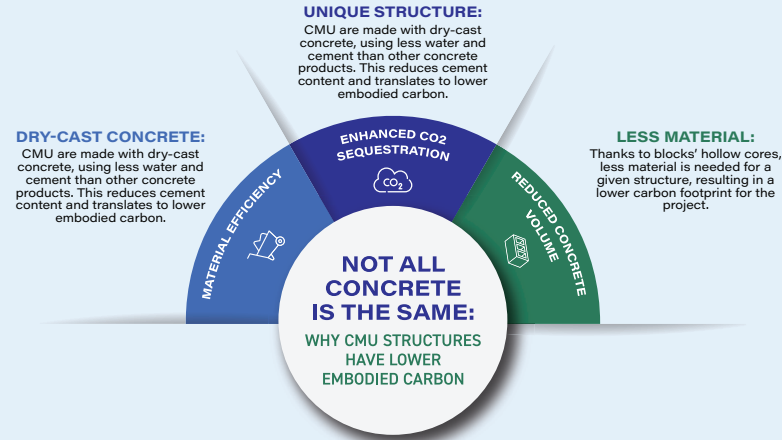 UNIQUE STRUCTURE:
CMU are made with dry-cast
concrete, using less water and
cement than other concrete
products. This reduces cement
content and translates to lower
embodied carbon.
DRY-CAST CONCRETE:
CMU are made with dry-cast
concrete, using less water and
cement than other concrete
products. This reduces cement
content and translates to lower
embodied carbon.
LESS MATERIAL:
Thanks to blocks' hollow cores,
less material is needed for a
given structure, resulting in a
lower carbon footprint for the
project.
MATERIAL EFFICIENCY
ENHANCED CO2
SEQUESTRATION
CO2
REDUCED CONCRETE
VOLUME
NOT ALL
CONCRETE
IS THE SAME:
WHY CMU STRUCTURES
HAVE LOWER
EMBODIED CARBON